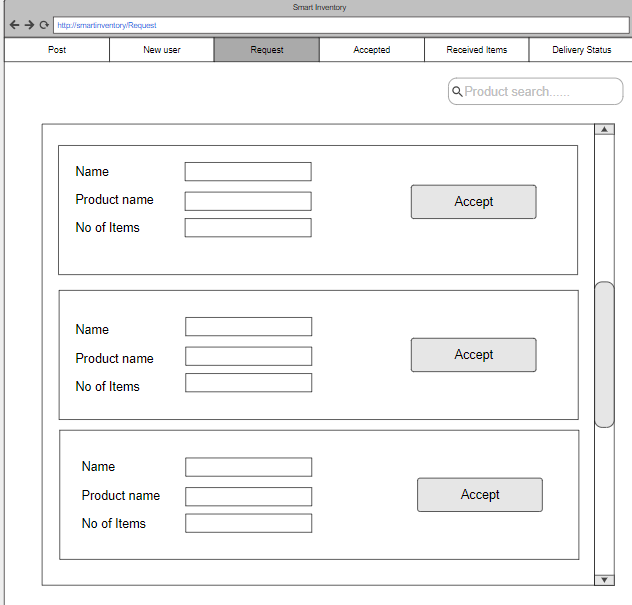 Smart Inventory
http://smartinventory/Request
Post New user Request Accepted Received Items Delivery Status
Product search......
Name
Product name
No of Items
Accept
Name
Product name
No of Items
Accept
Name
Product name
No of Items
Accept